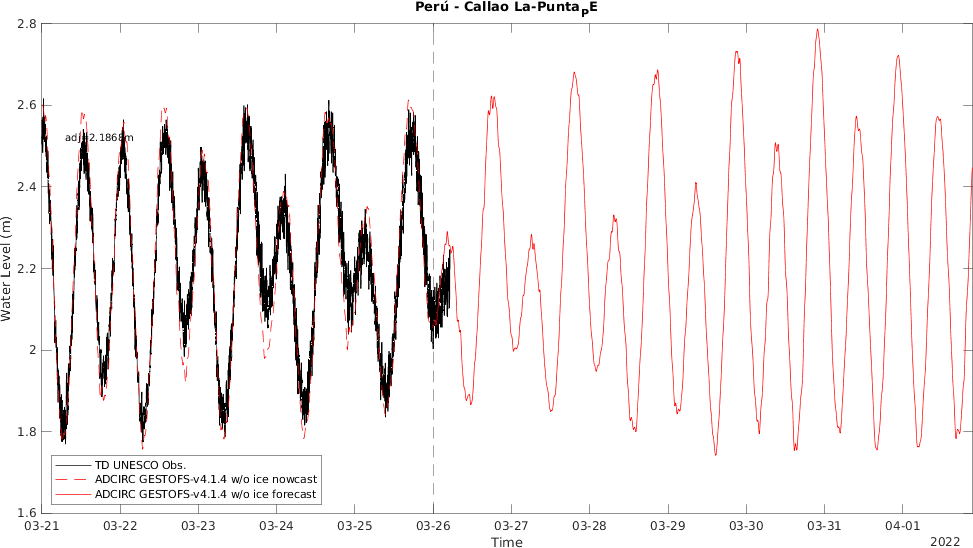 Perú - Callao La-PuntaₚE
2.8
2.6
2.4
2.2
2
1.8
1.6
Water Level (m)
adj=2.1868m
TD UNESCO Obs.
ADCIRC GESTOFS-v4.1.4 w/o ice nowcast
ADCIRC GESTOFS-v4.1.4 w/o ice forecast
03-21 03-22 03-23 03-24 03-25 03-26 03-27 03-28 03-29 03-30 03-31 04-01
Time
2022